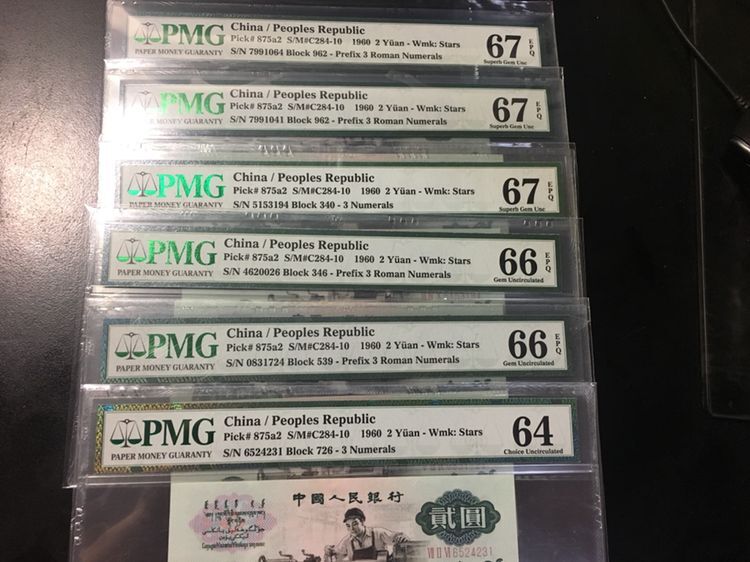 PMG
PAPER MONEY GUARANTY
China / Peoples Republic
Pick# 875a2 S/M#C284-10 1960 2 Yüan - Wmk: Stars
S/N 7991064 Block 962 - Prefix 3 Roman Numerals
67 EPQ
Superb Gem Unc
PMG
MONEY GUARANTY
China / Peoples Republic
Pick# 875a2 S/M#C284-10 1960 2 Yüan - Wmk: Stars
S/N 7991041 Block 962 - Prefix 3 Roman Numerals
67 EPQ
Superb Gem Unc
PMG
PAPER MONEY GUARANTY
China / Peoples Republic
Pick# 875a2 S/M#C284-10 1960 2 Yüan - Wmk: Stars
S/N 5153194 Block 340 - 3 Numerals
67 EPQ
Superb Gem Unc
PMG
PAPER MONEY GUARANTY
China / Peoples Republic
Pick# 875a2 S/M#C284-10 1960 2 Yüan - Wmk: Stars
S/N 4620026 Block 346 - Prefix 3 Roman Numerals
66 EPQ
Gem Uncirculated
PMG
PAPER MONEY GUARANTY
China / Peoples Republic
Pick# 875a2 S/M#C284-10 1960 2 Yüan - Wmk: Stars
S/N 0831724 Block 539 - Prefix 3 Roman Numerals
66 EPQ
Gem Uncirculated
PMG
PAPER MONEY GUARANTY
China / Peoples Republic
Pick# 875a2 S/M#C284-10 1960 2 Yüan - Wmk: Stars
S/N 6524231 Block 726 - 3 Numerals
64
Choice Uncirculated
中國人民銀行
貳圓
VII II VI 6524231